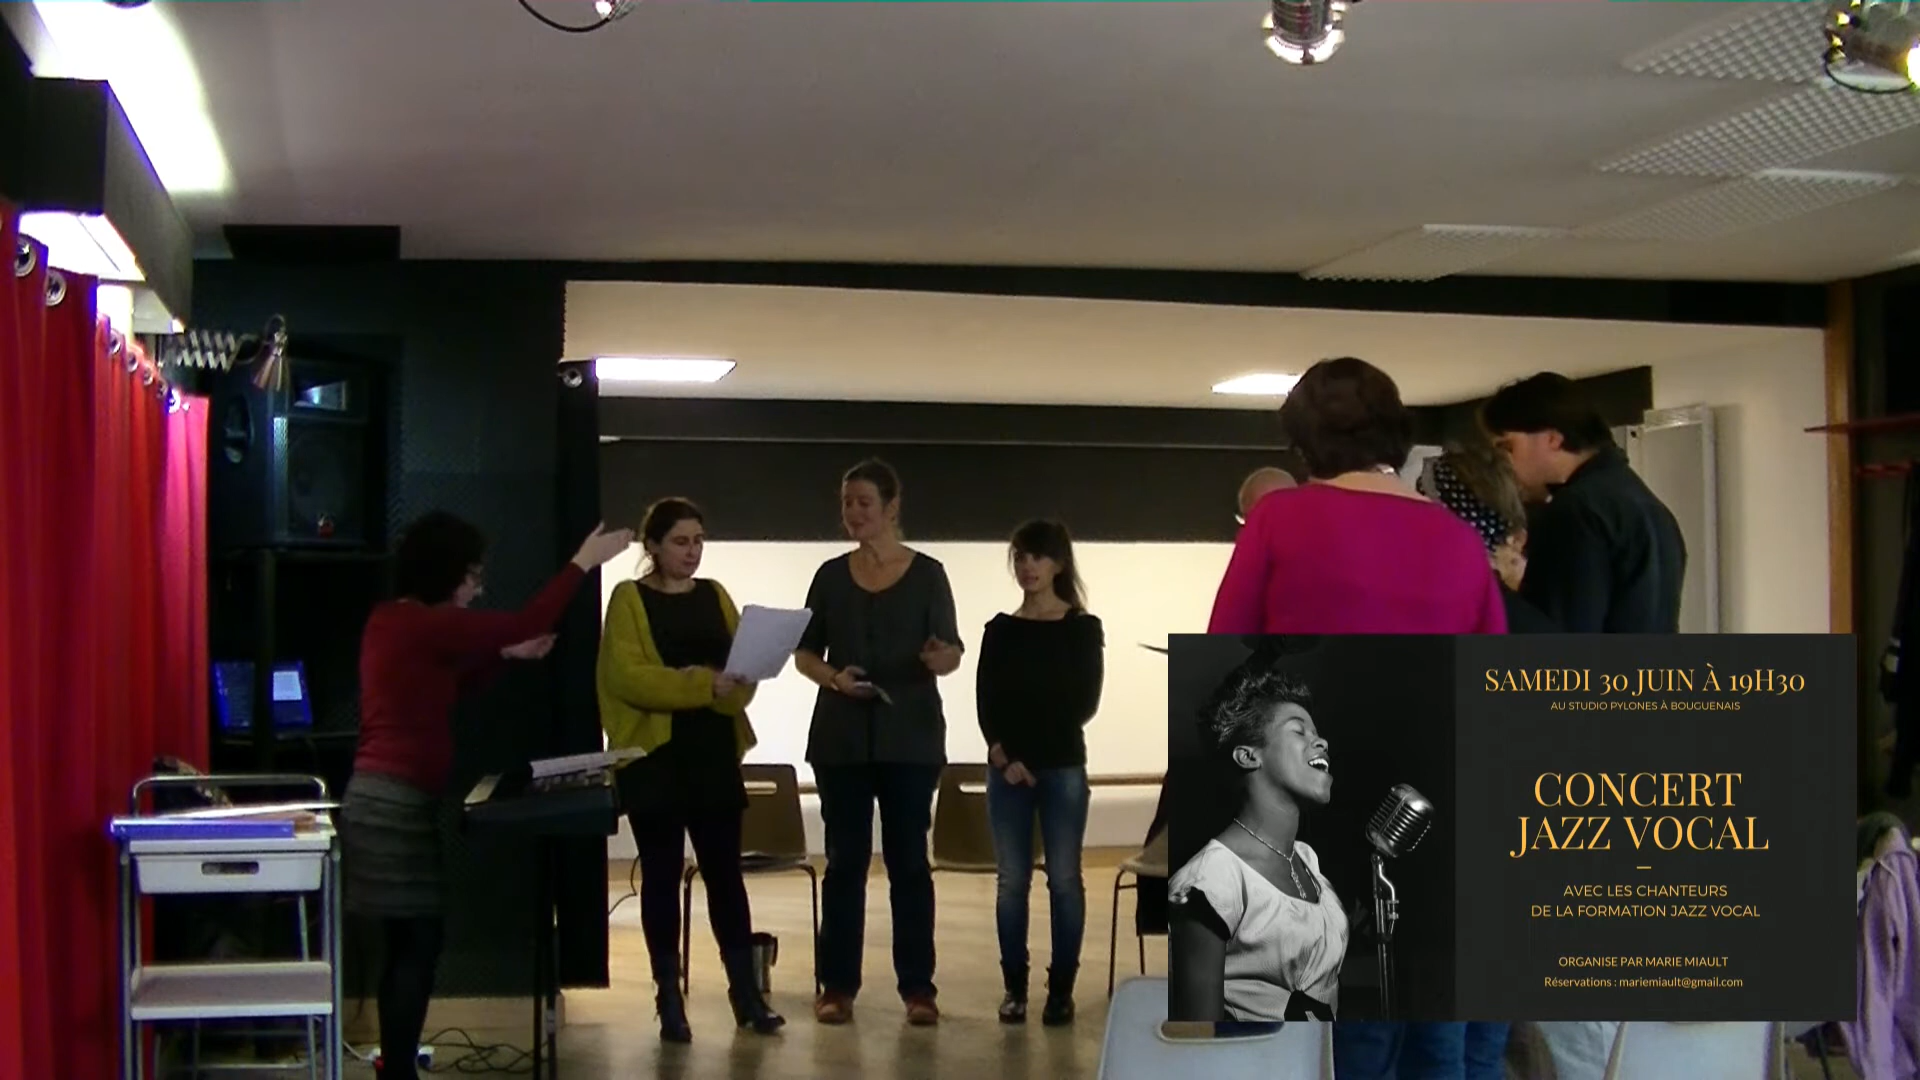 SAMEDI 30 JUIN À 19H30
AU STUDIO PYLONES À BOUGUENAIS
CONCERT
JAZZ VOCAL
AVEC LES CHANTEURS
DE LA FORMATION JAZZ VOCAL
ORGANISE PAR MARIE MIAULT
Réservations : mariemiault@gmail.com